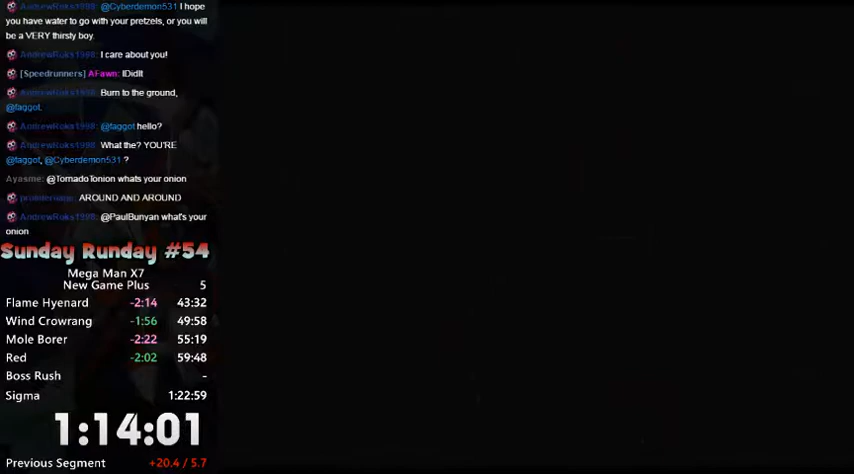 AndrewRoks1998: @Cyberdemon531 I hope
you have water to go with your pretzels, or you will
be a VERY thirsty boy.
AndrewRoks1998: I care about you!
[Speedrunners] AFawn: IDidIt
AndrewRoks1998: Burn to the ground,
@faggot.
AndrewRoks1998: @faggot hello?
AndrewRoks1998: What the? YOU'RE
@faggot, @Cyberdemon531 ?
Ayasme: @TornadoTonion whats your onion
AROUND AND AROUND
AndrewRoks1998: @PaulBunyan what's your
onion
Sunday Runday #54
Mega Man X7
New Game Plus 5
Flame Hyenard -2:14 43:32
Wind Crowrang -1:56 49:58
Mole Borer -2:22 55:19
Red -2:02 59:48
Boss Rush -
Sigma 1:22:59
1:14:01
Previous Segment +20.4 / 5.7